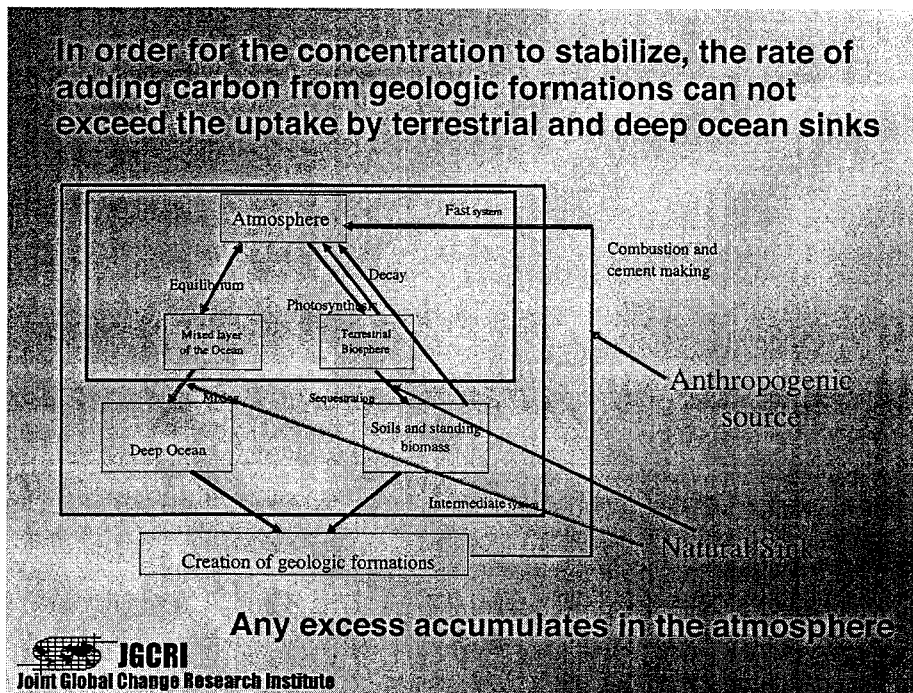 In order for the concentration to stabilize, the rate of
adding carbon from geologic formations can not
exceed the uptake by terrestrial and deep ocean sinks
Atmosphere
Fast system
Combustion and
cement making
Decay
Equilibrium
Photosynthesis
Mixed layer
of the Ocean
Terrestrial
Biosphere
Anthropogenic
source
Mixing
Sequestration
Soils and standing
biomass
Deep Ocean
Intermediate system
Natural Sink
Creation of geologic formations
Any excess accumulates in the atmosphere
JGCRI
Joint Global Change Research Institute